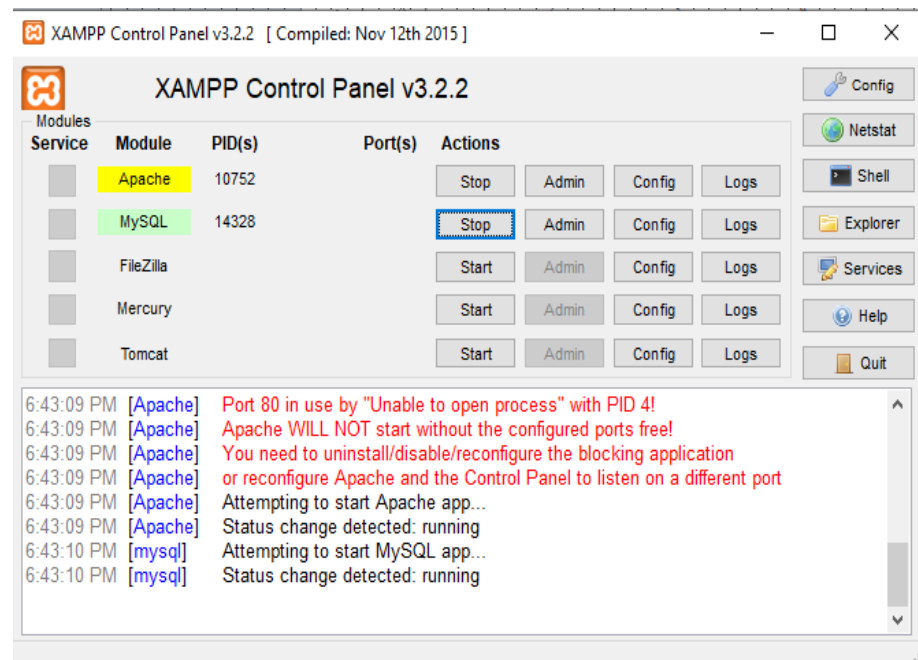 XAMPP Control Panel v3.2.2 [ Compiled: Nov 12th 2015 ]
XAMPP Control Panel v3.2.2
Config
Modules
Service Module PID(s) Port(s) Actions
Netstat
Apache 10752 Stop Admin Config Logs
Shell
MySQL 14328 Stop Admin Config Logs
Explorer
FileZilla Start Admin Config Logs
Services
Mercury Start Admin Config Logs
Help
Tomcat Start Admin Config Logs
Quit
6:43:09 PM [Apache] Port 80 in use by "Unable to open process" with PID 4!
6:43:09 PM [Apache] Apache WILL NOT start without the configured ports free!
6:43:09 PM [Apache] You need to uninstall/disable/reconfigure the blocking application
6:43:09 PM [Apache] or reconfigure Apache and the Control Panel to listen on a different port
6:43:09 PM [Apache] Attempting to start Apache app...
6:43:09 PM [Apache] Status change detected: running
6:43:10 PM [mysql] Attempting to start MySQL app...
6:43:10 PM [mysql] Status change detected: running